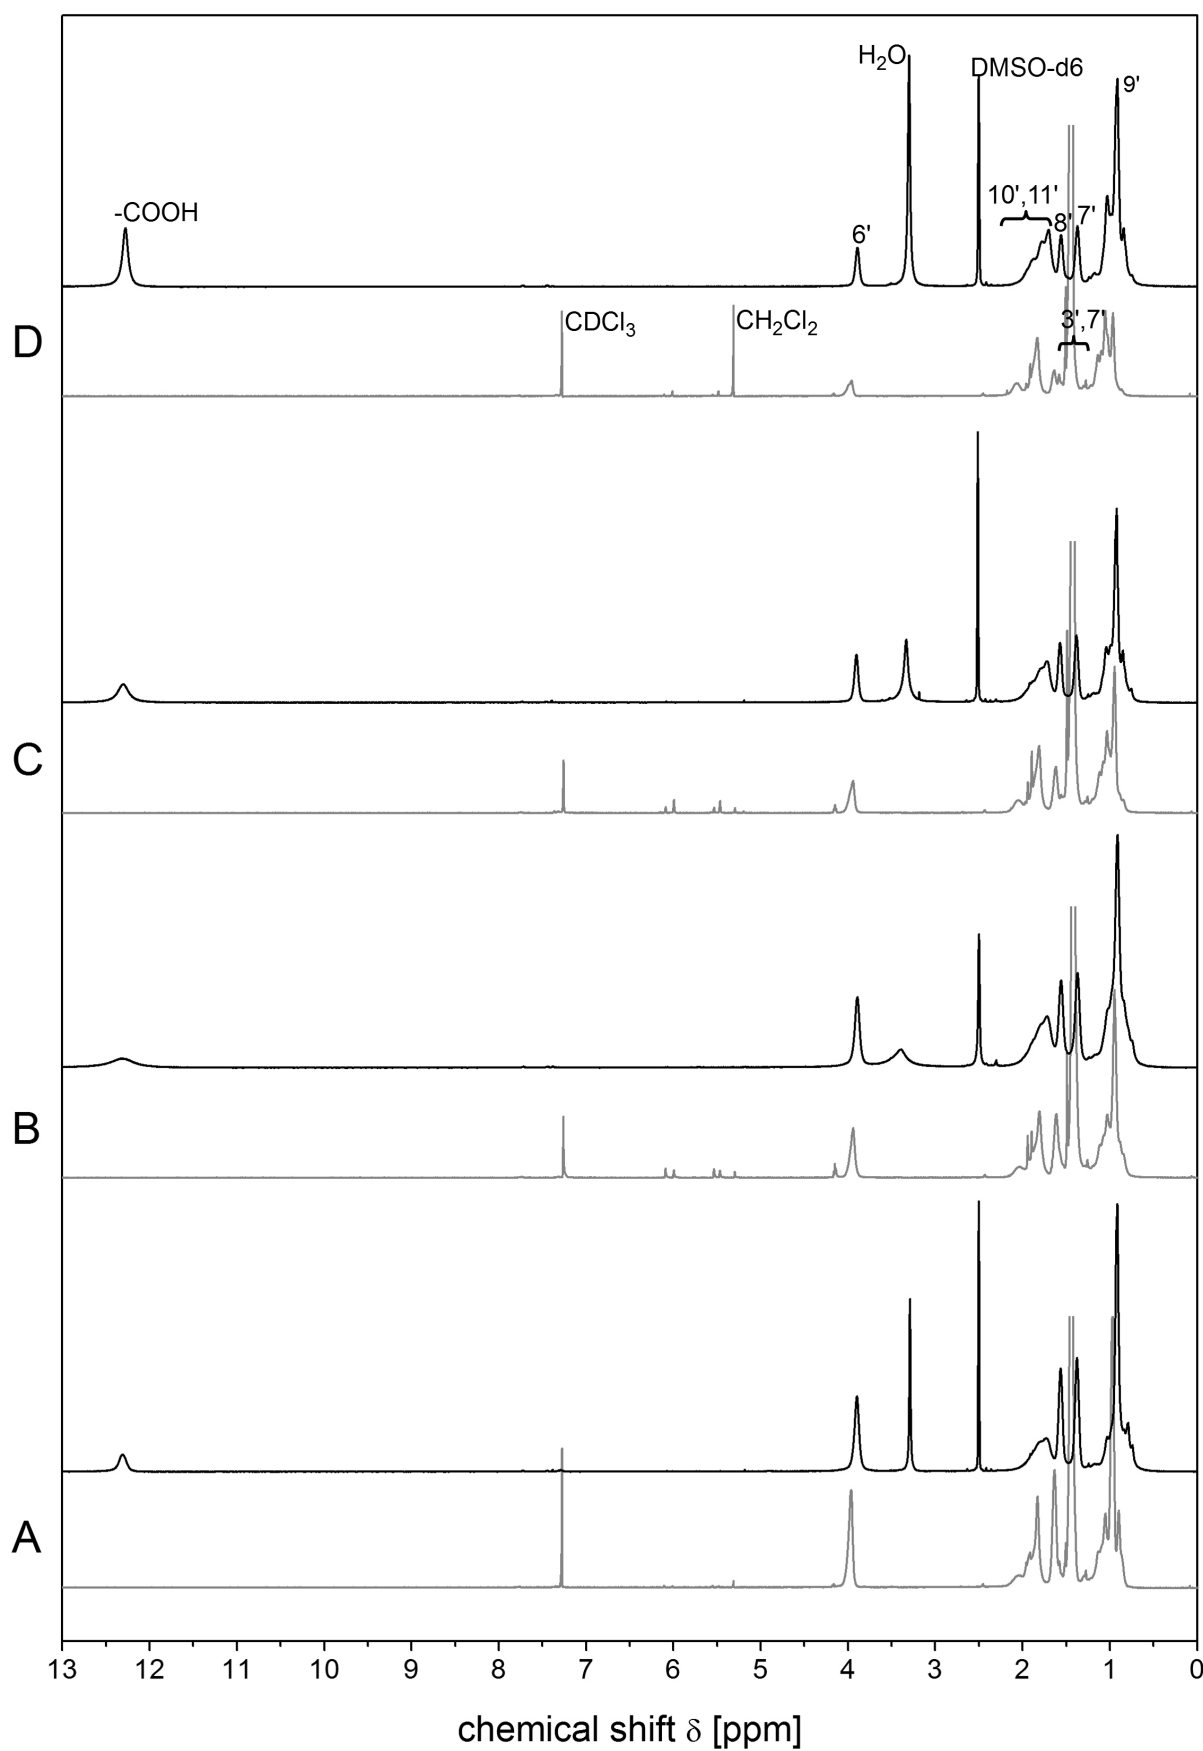 H₂O
DMSO-d6
9'
10',11'
8'
7'
-COOH
6'
CDCl₃
CH₂Cl₂
3',7'
D
C
B
A
13 12 11 10 9 8 7 6 5 4 3 2 1 0
chemical shift δ [ppm]